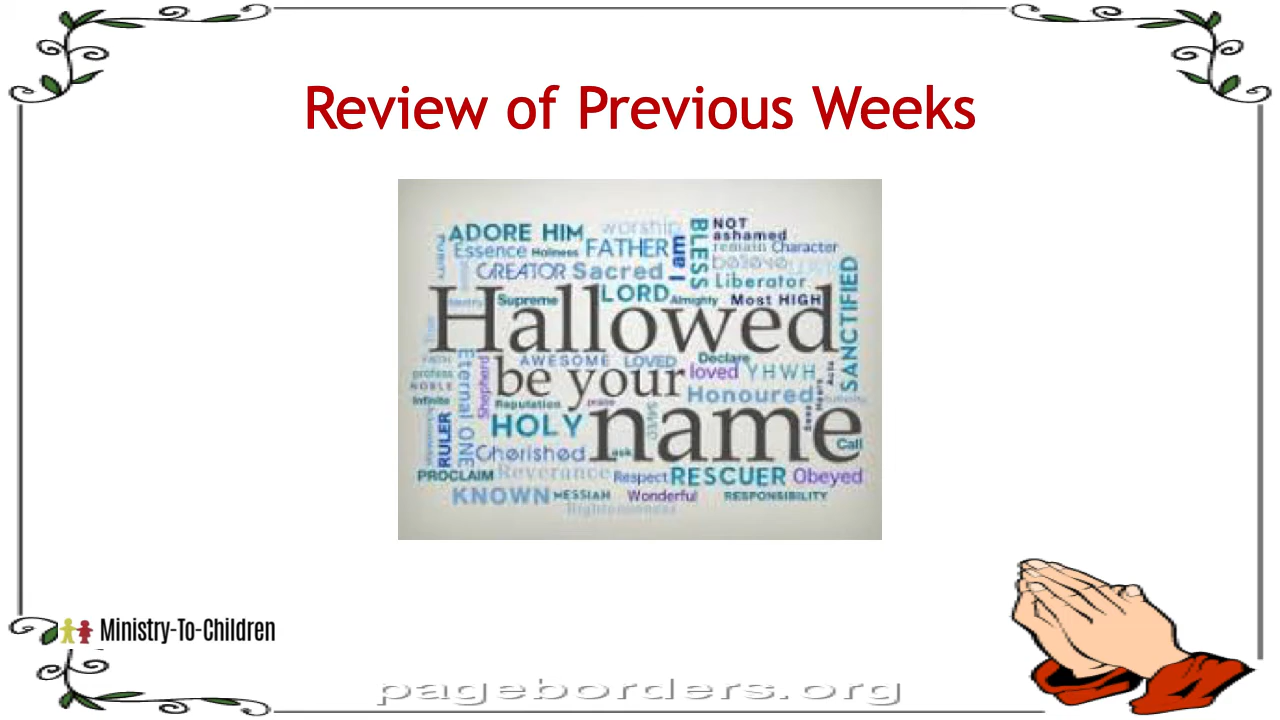 Review of Previous Weeks
ADORE HIM
worship
BLESS
NOT
ashamed
Essence
Holiness
FATHER
I am
remain
Character
CREATOR
Sacred
Liberator
LORD
Supreme
Almighty
Most HIGH
SANCTIFIED
Hallowed
AWESOME
LOVED
Declare
loved
YHWH
be your
profess
NOBLE
Infinite
Eternal ONE
Shepherd
Reputation
Honoured
HOLY
name
RULER
Cherished
ask
Call
PROCLAIM
Reverance
Respect
RESCUER
Obeyed
KNOWN
MESSIAH
Wonderful
RESPONSIBILITY
Righteousness
Ministry-To-Children
pageborders.org